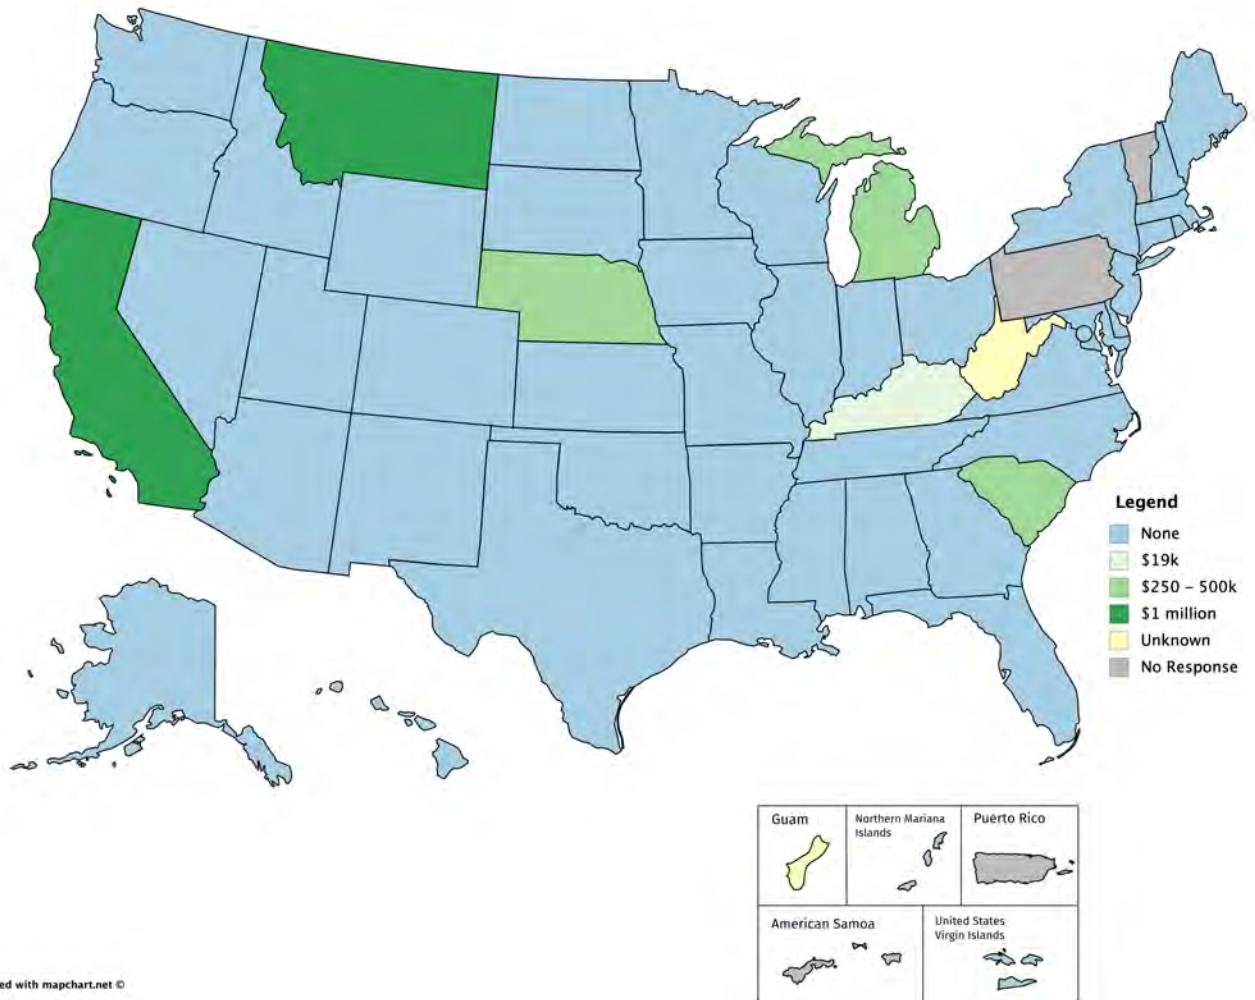 Legend
None
$19k
$250 – 500k
$1 million
Unknown
No Response
Guam
Northern Mariana
Islands
Puerto Rico
American Samoa
United States
Virgin Islands
ed with mapchart.net ©